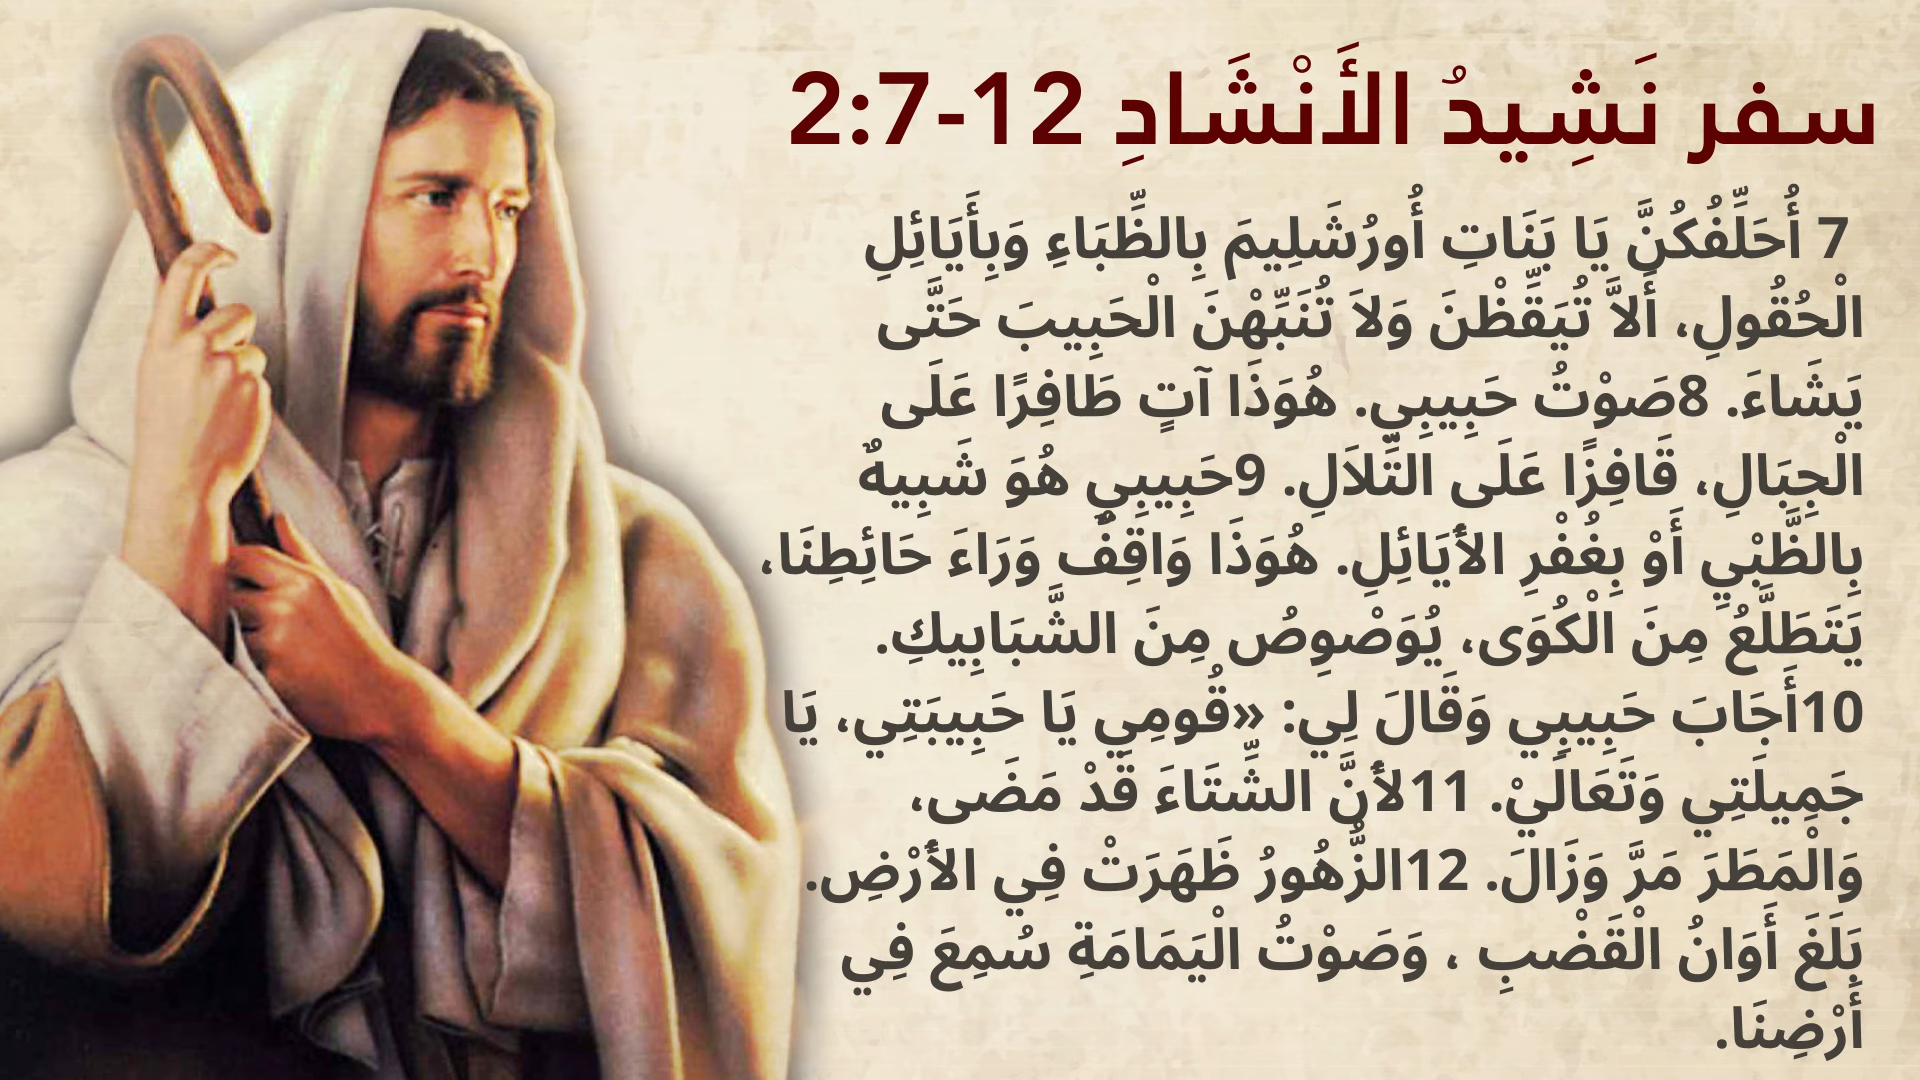 سفر نَشِيدُ الأَنْشَادِ 12-2:7
7 أُحَلِّفُكُنَّ يَا بَنَاتِ أُورُشَلِيمَ بِالظِّبَاءِ وَبِأَيَائِلِ
الْحُقُولِ، أَلاَّ تُيَقِّظْنَ وَلاَ تُنَبِّهْنَ الْحَبِيبَ حَتَّى
يَشَاءَ. 8صَوْتُ حَبِيبِي. هُوَذَا آتٍ طَافِرًا عَلَى
الْجِبَالِ، قَافِزًا عَلَى التِّلاَلِ. 9حَبِيبِي هُوَ شَبِيهٌ
بِالظَّبْيِ أَوْ بِغُفْرِ الأَيَائِلِ. هُوَذَا وَاقِفٌ وَرَاءَ حَائِطِنَا،
يَتَطَلَّعُ مِنَ الْكُوَى، يُوَصْوِصُ مِنَ الشَّبَابِيكِ.
10أَجَابَ حَبِيبِي وَقَالَ لِي: «قُومِي يَا حَبِيبَتِي، يَا
جَمِيلَتِي وَتَعَالَيْ. 11لأَنَّ الشِّتَاءَ قَدْ مَضَى،
وَالْمَطَرَ مَرَّ وَزَالَ. 12الزُّهُورُ ظَهَرَتْ فِي الأَرْضِ.
بَلَغَ أَوَانُ الْقَضْبِ ، وَصَوْتُ الْيَمَامَةِ سُمِعَ فِي
أَرْضِنَا.